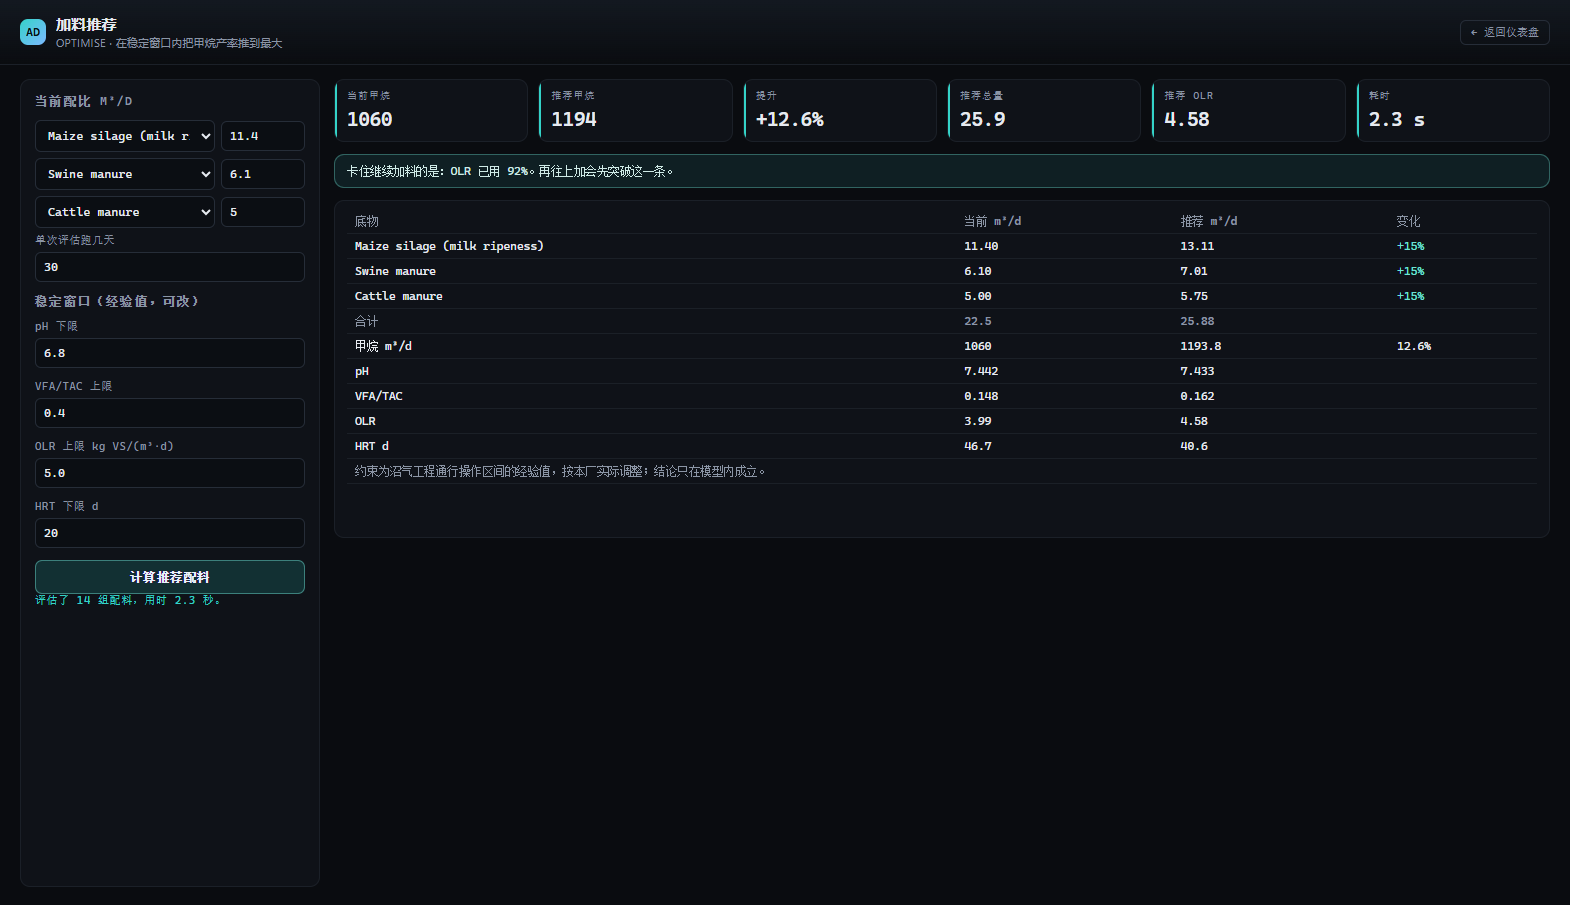 AD
加料推荐
OPTIMISE · 在稳定窗口内把甲烷产率推到最大
← 返回仪表盘
当前配比 M³/D
Maize silage (milk r 11.4
Swine manure 6.1
Cattle manure 5
单次评估跑几天
30
稳定窗口（经验值，可改）
pH 下限
6.8
VFA/TAC 上限
0.4
OLR 上限 kg VS/(m³·d)
5.0
HRT 下限 d
20
计算推荐配料
评估了 14 组配料，用时 2.3 秒。
当前甲烷
1060
推荐甲烷
1194
提升
+12.6%
推荐总量
25.9
推荐 OLR
4.58
耗时
2.3 s
卡住继续加料的是：OLR 已用 92%。再往上加会先突破这一条。
底物 当前 m³/d 推荐 m³/d 变化
Maize silage (milk ripeness) 11.40 13.11 +15%
Swine manure 6.10 7.01 +15%
Cattle manure 5.00 5.75 +15%
合计 22.5 25.88
甲烷 m³/d 1060 1193.8 12.6%
pH 7.442 7.433
VFA/TAC 0.148 0.162
OLR 3.99 4.58
HRT d 46.7 40.6
约束为沼气工程通行操作区间的经验值，按本厂实际调整；结论只在模型内成立。